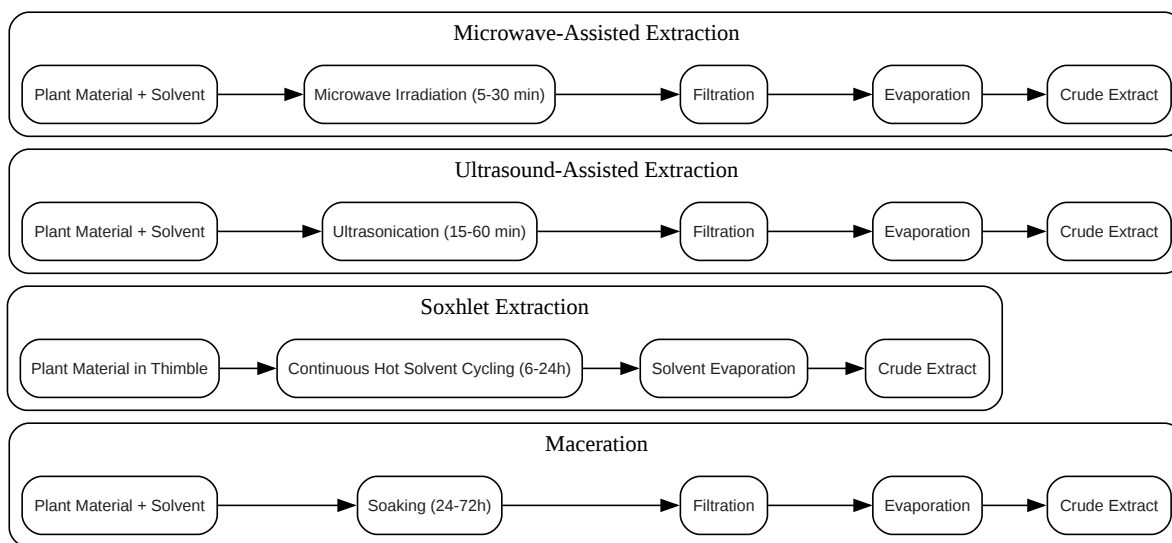 Microwave-Assisted Extraction
Plant Material + Solvent
Microwave Irradiation (5-30 min)
Filtration
Evaporation
Crude Extract
Ultrasound-Assisted Extraction
Plant Material + Solvent
Ultrasonication (15-60 min)
Filtration
Evaporation
Crude Extract
Soxhlet Extraction
Plant Material in Thimble
Continuous Hot Solvent Cycling (6-24h)
Solvent Evaporation
Crude Extract
Maceration
Plant Material + Solvent
Soaking (24-72h)
Filtration
Evaporation
Crude Extract